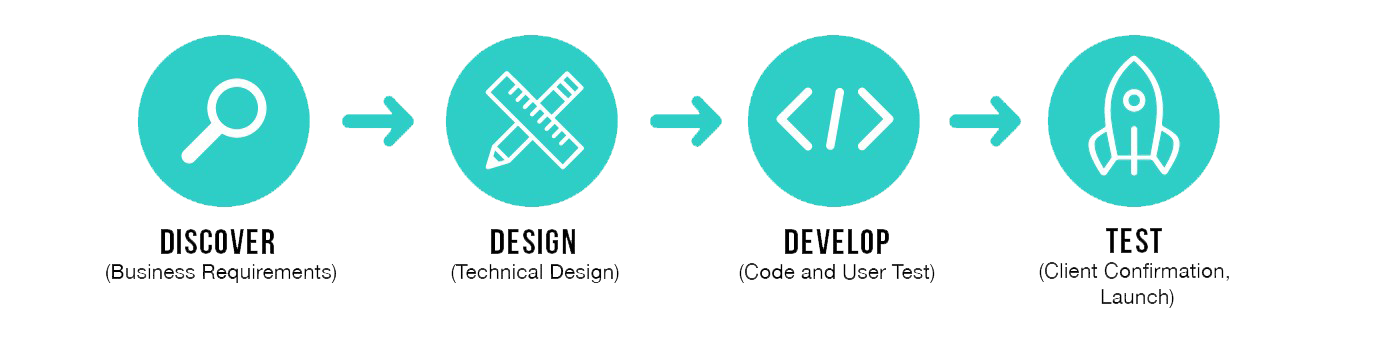 DISCOVER
(Business Requirements)
DESIGN
(Technical Design)
DEVELOP
(Code and User Test)
TEST
(Client Confirmation,
Launch)